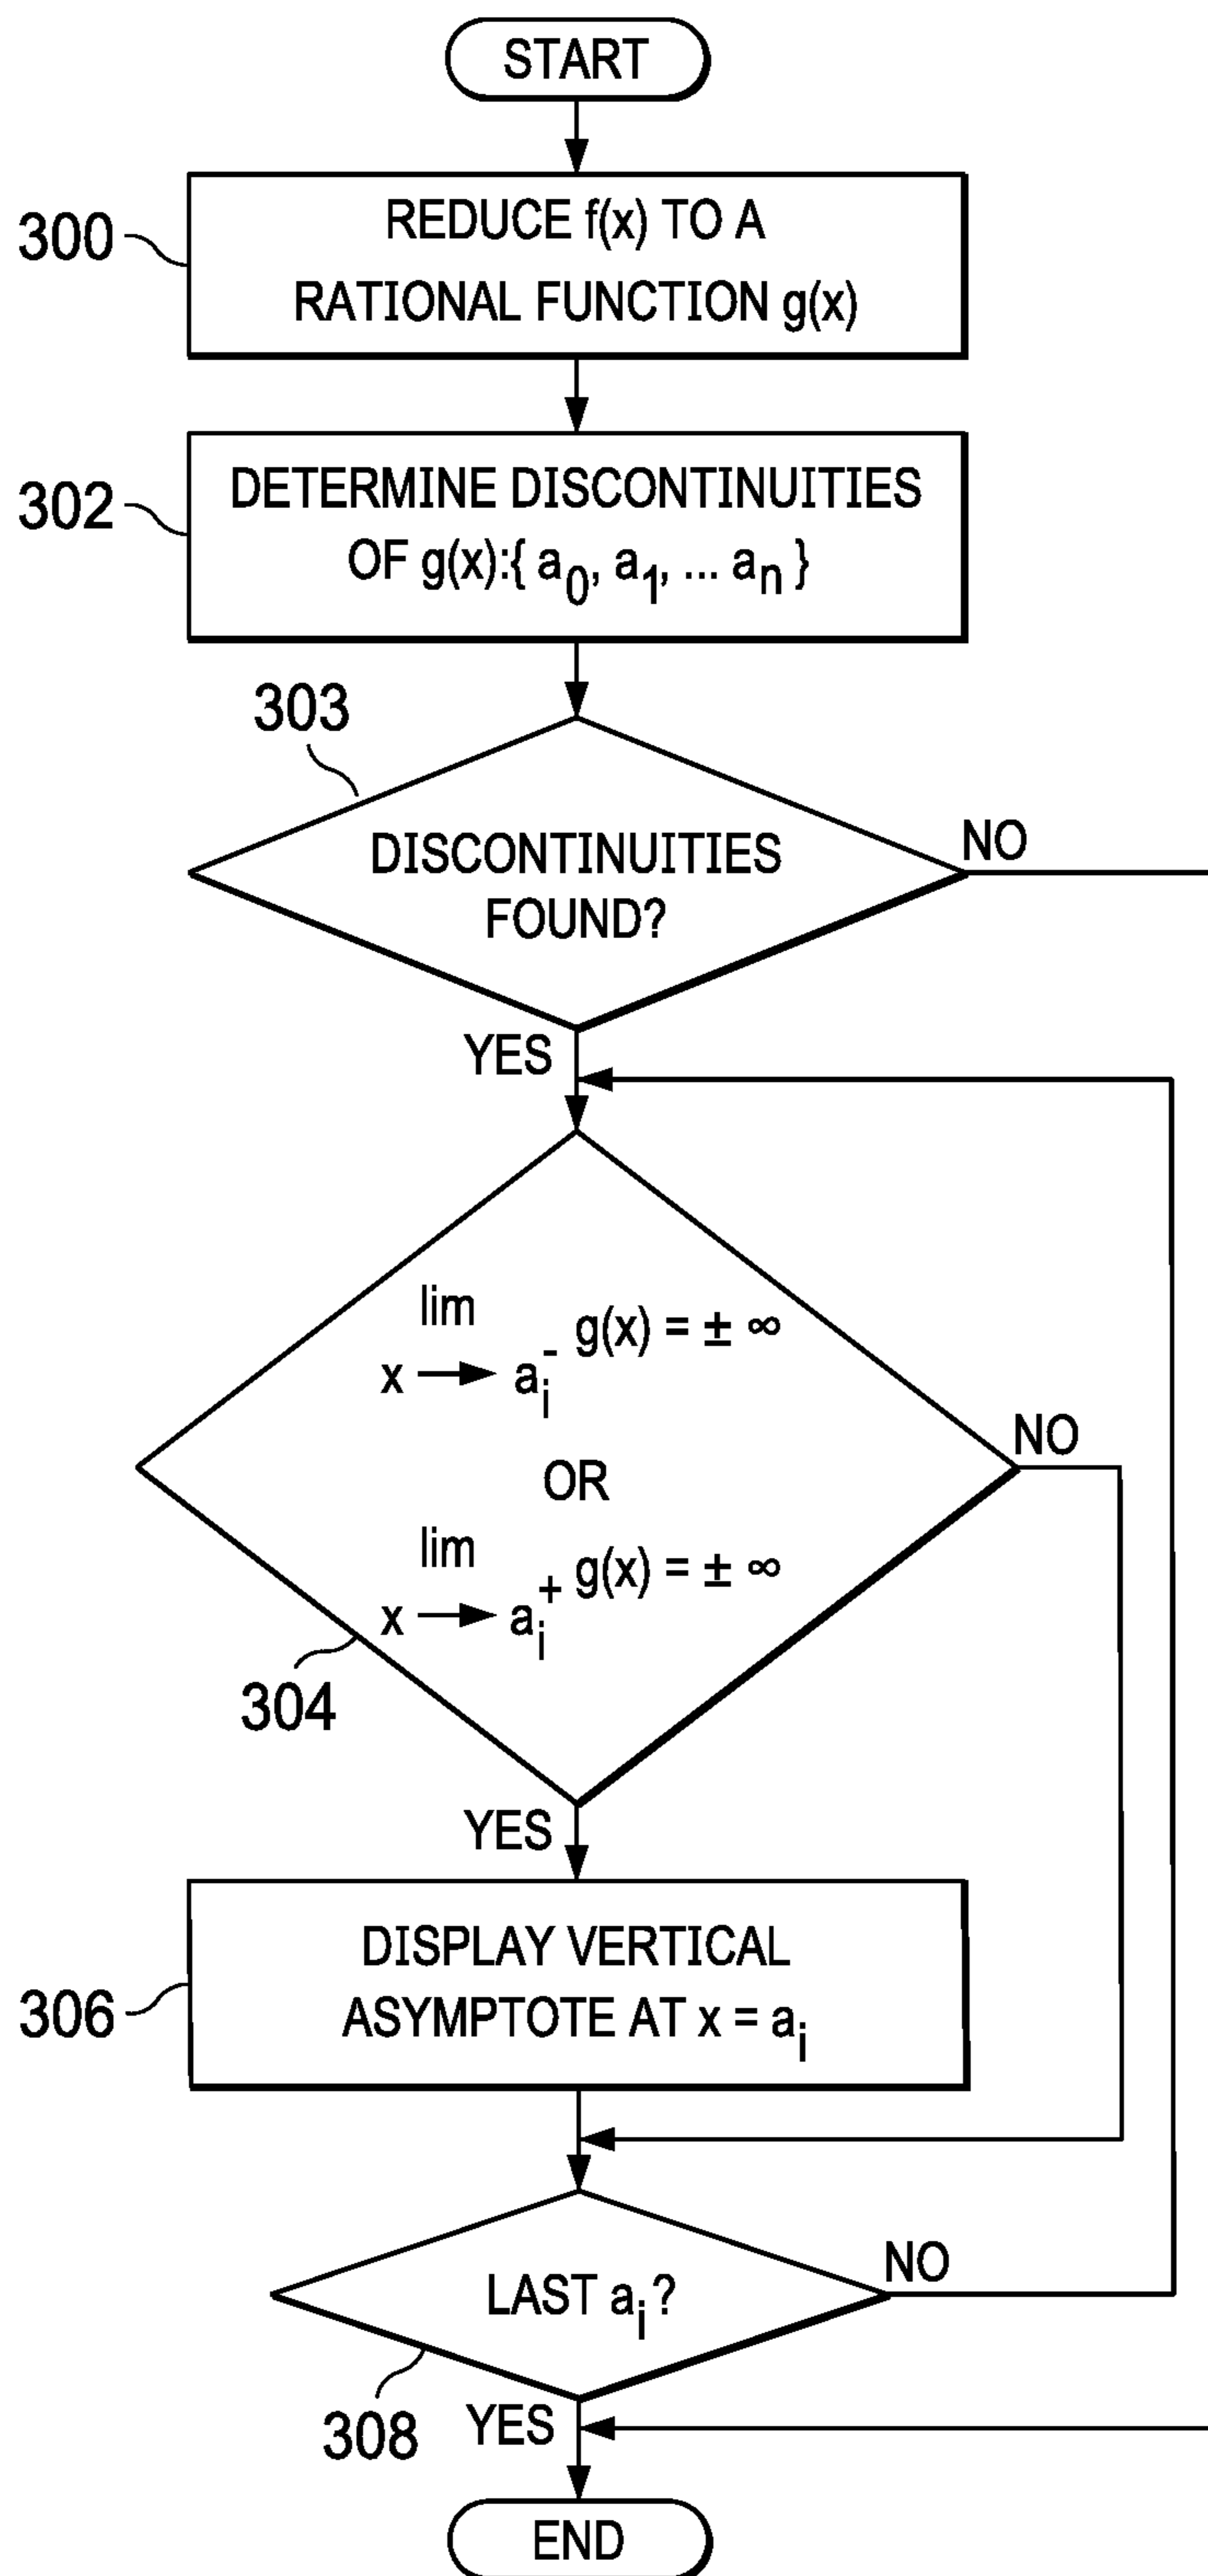 START
300
REDUCE f(x) TO A
RATIONAL FUNCTION g(x)
302
DETERMINE DISCONTINUITIES
OF g(x):{ a₀, a₁, ... aₙ }
303
DISCONTINUITIES
FOUND?
NO
YES
lim
x → aᵢ⁻ g(x) = ± ∞
OR
lim
x → aᵢ⁺ g(x) = ± ∞
NO
304
YES
306
DISPLAY VERTICAL
ASYMPTOTE AT x = aᵢ
LAST aᵢ?
NO
308
YES
END